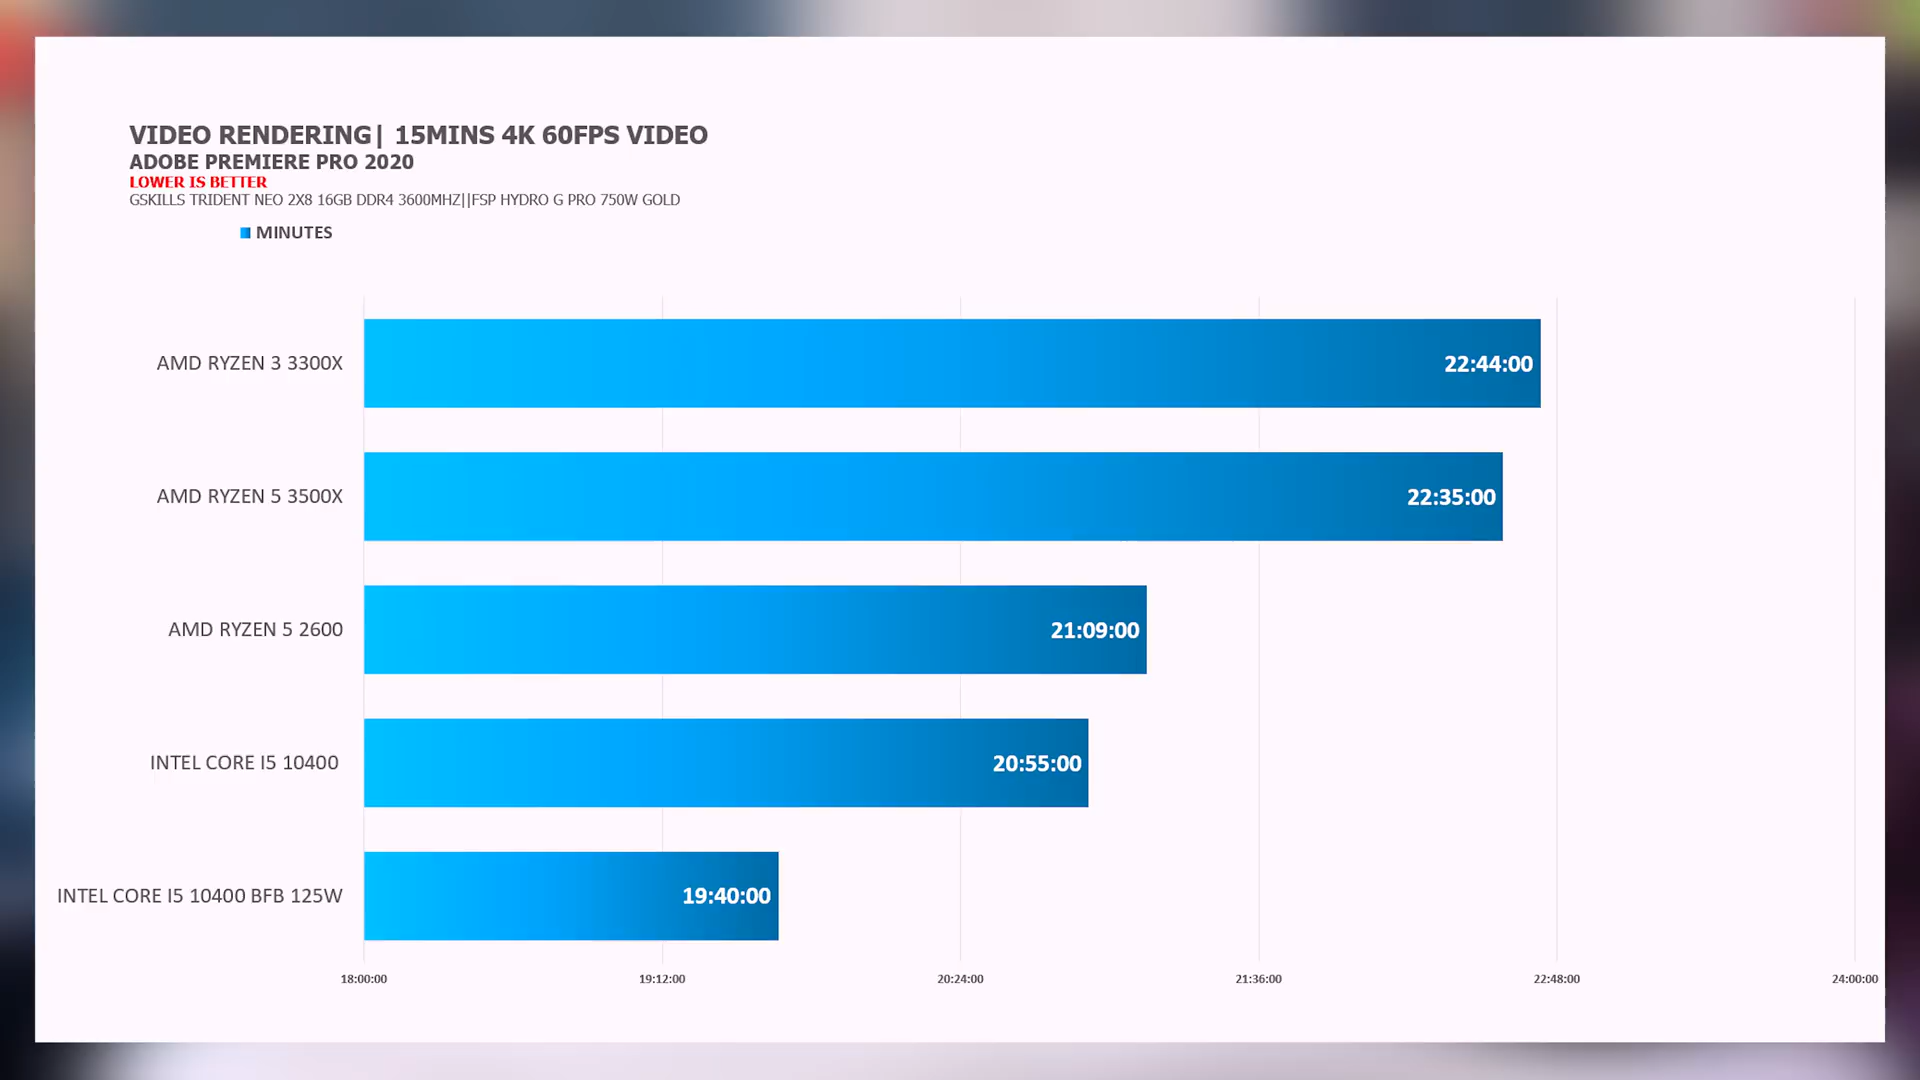 VIDEO RENDERING| 15MINS 4K 60FPS VIDEO
ADOBE PREMIERE PRO 2020
LOWER IS BETTER
GSKILLS TRIDENT NEO 2X8 16GB DDR4 3600MHZ||FSP HYDRO G PRO 750W GOLD
MINUTES
AMD RYZEN 3 3300X 22:44:00
AMD RYZEN 5 3500X 22:35:00
AMD RYZEN 5 2600 21:09:00
INTEL CORE I5 10400 20:55:00
INTEL CORE I5 10400 BFB 125W 19:40:00
18:00:00 19:12:00 20:24:00 21:36:00 22:48:00 24:00:00